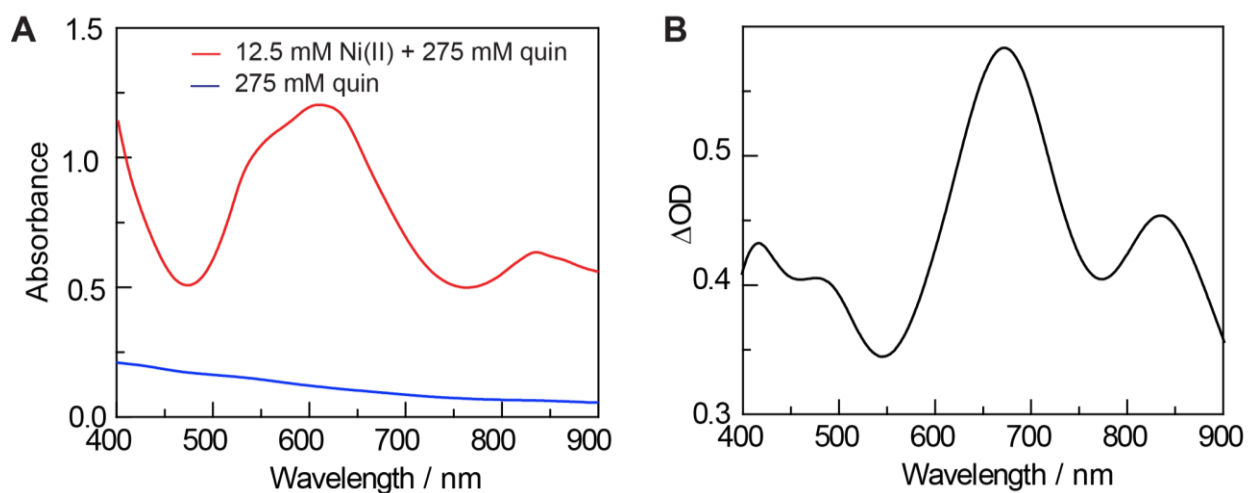 A
1.5
1.0
0.5
0.0
Absorbance
12.5 mM Ni(II) + 275 mM quin
275 mM quin
400 500 600 700 800 900
Wavelength / nm
B
0.5
0.4
0.3
ΔOD
400 500 600 700 800 900
Wavelength / nm